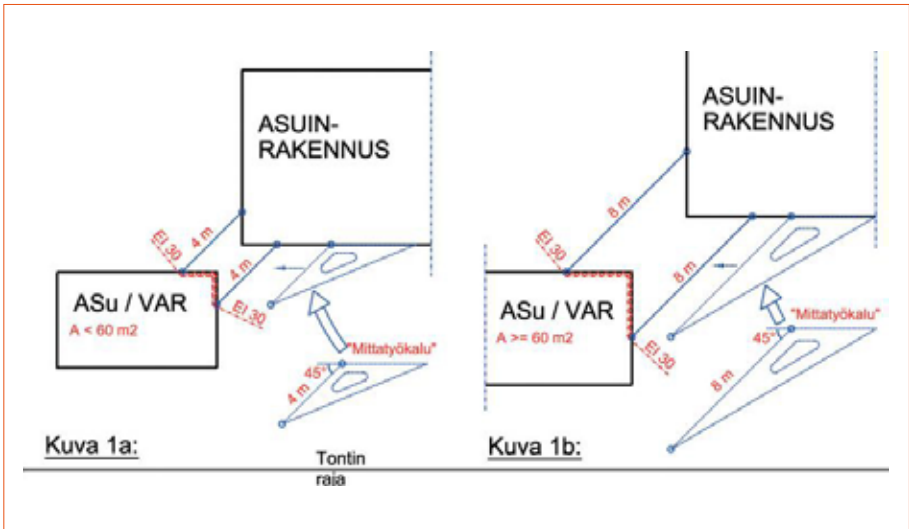 ASUIN-
RAKENNUS
EI 30
4 m
4 m
EI 30
ASu / VAR
A < 60 m2
"Mittatyökalu"
45°
4 m
Kuva 1a:
ASUIN-
RAKENNUS
8 m
EI 30
8 m
ASu / VAR
A >= 60 m2
EI 30
"Mittatyökalu"
45°
8 m
Kuva 1b:
Tontin
raja